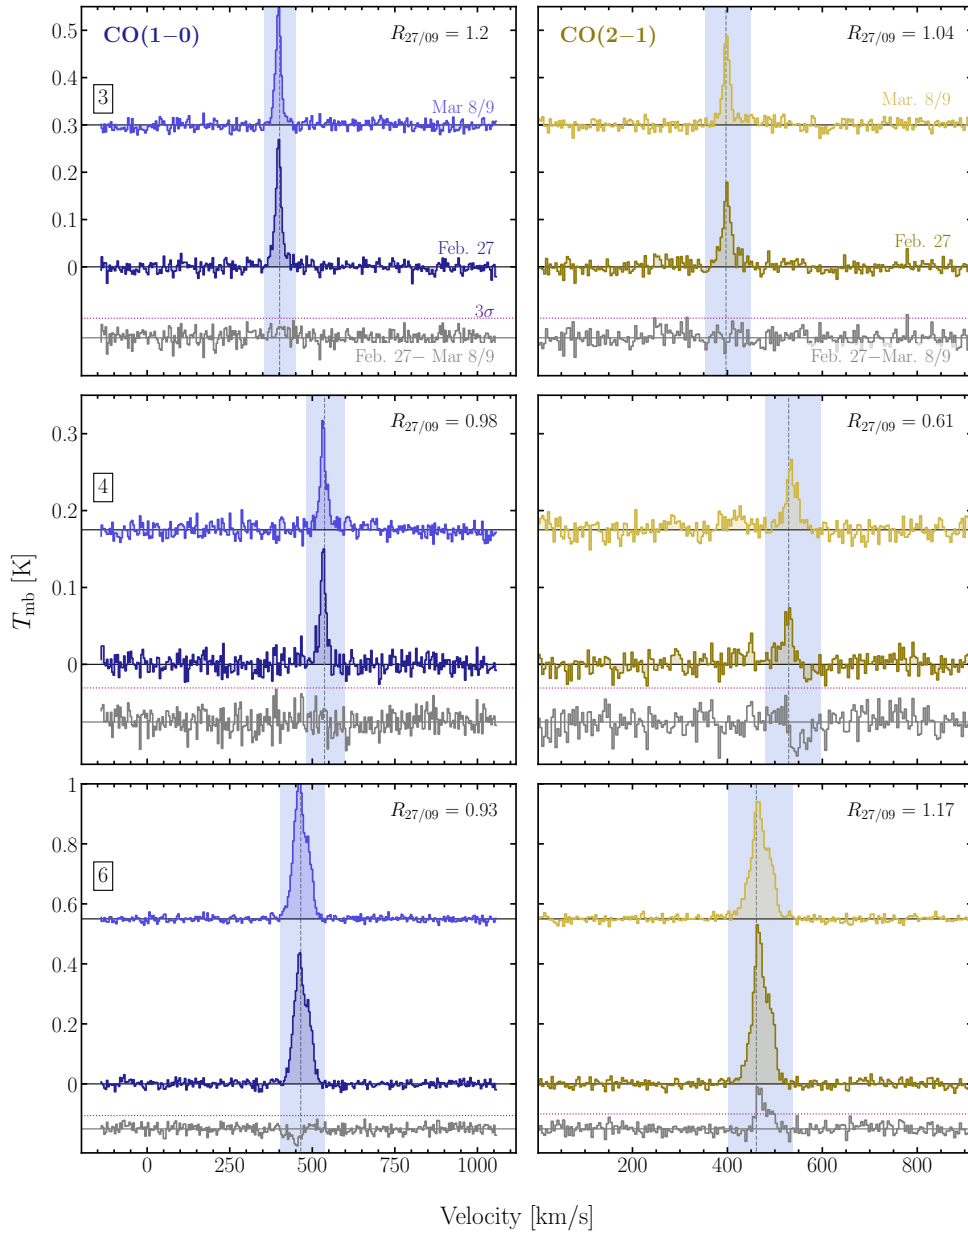 CO(1−0)
R27/09 = 1.2
CO(2−1)
R27/09 = 1.04
0.5
0.4
3
Mar 8/9
Mar. 8/9
0.3
0.2
0.1
Feb. 27
Feb. 27
0
3σ
Feb. 27− Mar 8/9
Feb. 27−Mar. 8/9
R27/09 = 0.98
R27/09 = 0.61
0.3
4
0.2
0.1
Tmb [K]
0
1
R27/09 = 0.93
R27/09 = 1.17
0.8
6
0.6
0.4
0.2
0
0 250 500 750 1000
200 400 600 800
Velocity [km/s]